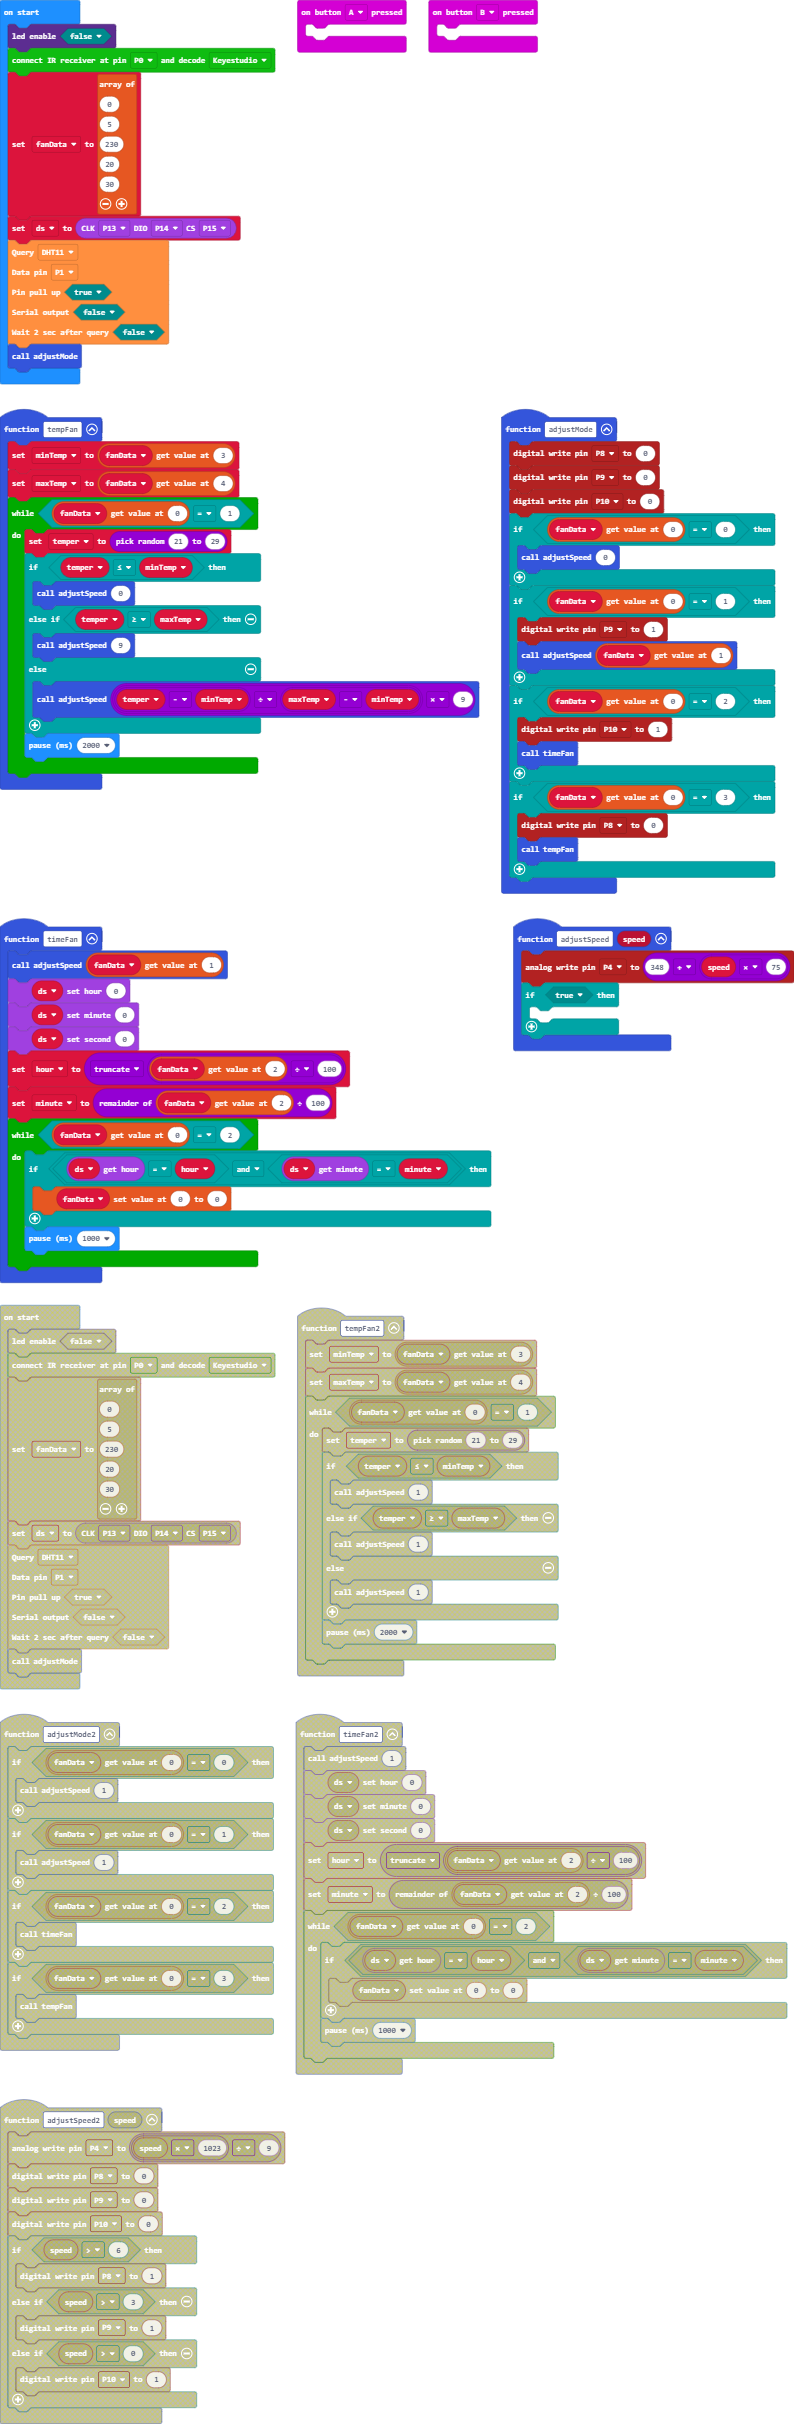 on start
led enable false
connect IR receiver at pin P0 and decode Keyestudio
set fanData to array of
0
5
230
20
30
set ds to CLK P13 DIO P14 CS P15
Query DHT11
Data pin P1
Pin pull up true
Serial output false
Wait 2 sec after query false
call adjustMode
on button A pressed
on button B pressed
function tempFan
set minTemp to fanData get value at 3
set maxTemp to fanData get value at 4
while fanData get value at 0 = 1
do
set temper to pick random 21 to 29
if temper ≤ minTemp then
call adjustSpeed 0
else if temper ≥ maxTemp then
call adjustSpeed 9
else
call adjustSpeed temper - minTemp ÷ maxTemp - minTemp × 9
pause (ms) 2000
function adjustMode
digital write pin P8 to 0
digital write pin P9 to 0
digital write pin P10 to 0
if fanData get value at 0 = 0 then
call adjustSpeed 0
if fanData get value at 0 = 1 then
digital write pin P9 to 1
call adjustSpeed fanData get value at 1
if fanData get value at 0 = 2 then
digital write pin P10 to 1
call timeFan
if fanData get value at 0 = 3 then
digital write pin P8 to 0
call tempFan
function timeFan
call adjustSpeed fanData get value at 1
ds set hour 0
ds set minute 0
ds set second 0
set hour to truncate fanData get value at 2 ÷ 100
set minute to remainder of fanData get value at 2 ÷ 100
while fanData get value at 0 = 2
do
if ds get hour = hour and ds get minute = minute then
fanData set value at 0 to 0
pause (ms) 1000
function adjustSpeed speed
analog write pin P4 to 348 ÷ speed × 75
if true then
on start
led enable false
connect IR receiver at pin P0 and decode Keyestudio
set fanData to array of
0
5
230
20
30
set ds to CLK P13 DIO P14 CS P15
Query DHT11
Data pin P1
Pin pull up true
Serial output false
Wait 2 sec after query false
call adjustMode
function tempFan2
set minTemp to fanData get value at 3
set maxTemp to fanData get value at 4
while fanData get value at 0 = 1
do
set temper to pick random 21 to 29
if temper ≤ minTemp then
call adjustSpeed 1
else if temper ≥ maxTemp then
call adjustSpeed 1
else
call adjustSpeed 1
pause (ms) 2000
function adjustMode2
if fanData get value at 0 = 0 then
call adjustSpeed 1
if fanData get value at 0 = 1 then
call adjustSpeed 1
if fanData get value at 0 = 2 then
call timeFan
if fanData get value at 0 = 3 then
call tempFan
function timeFan2
call adjustSpeed 1
ds set hour 0
ds set minute 0
ds set second 0
set hour to truncate fanData get value at 2 ÷ 100
set minute to remainder of fanData get value at 2 ÷ 100
while fanData get value at 0 = 2
do
if ds get hour = hour and ds get minute = minute then
fanData set value at 0 to 0
pause (ms) 1000
function adjustSpeed2 speed
analog write pin P4 to speed × 1023 ÷ 9
digital write pin P8 to 0
digital write pin P9 to 0
digital write pin P10 to 0
if speed > 6 then
digital write pin P8 to 1
else if speed > 3 then
digital write pin P9 to 1
else if speed > 0 then
digital write pin P10 to 1